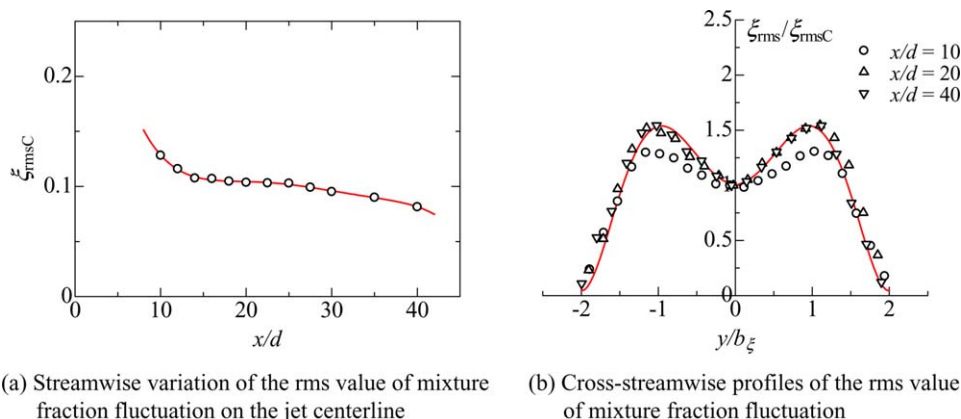 0.2
0.1
0
0
10
20
30
40
ξrmsC
x/d
2.5
2
1.5
1
0.5
0
-2
-1
0
1
2
ξrms/ξrmsC
x/d = 10
x/d = 20
x/d = 40
y/bξ
(a) Streamwise variation of the rms value of mixture
fraction fluctuation on the jet centerline
(b) Cross-streamwise profiles of the rms value
of mixture fraction fluctuation